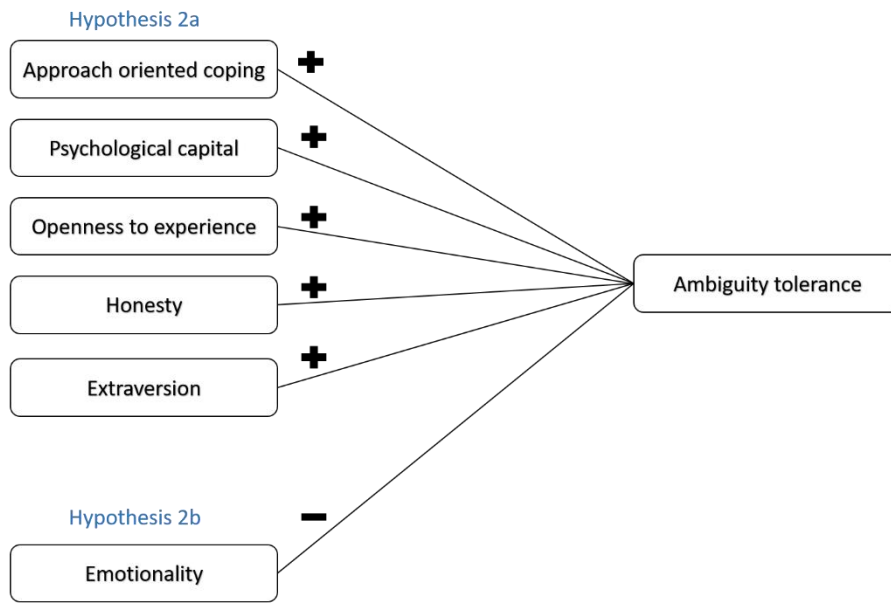 Hypothesis 2a
Approach oriented coping
Psychological capital
Openness to experience
Honesty
Extraversion
Ambiguity tolerance
Hypothesis 2b
Emotionality